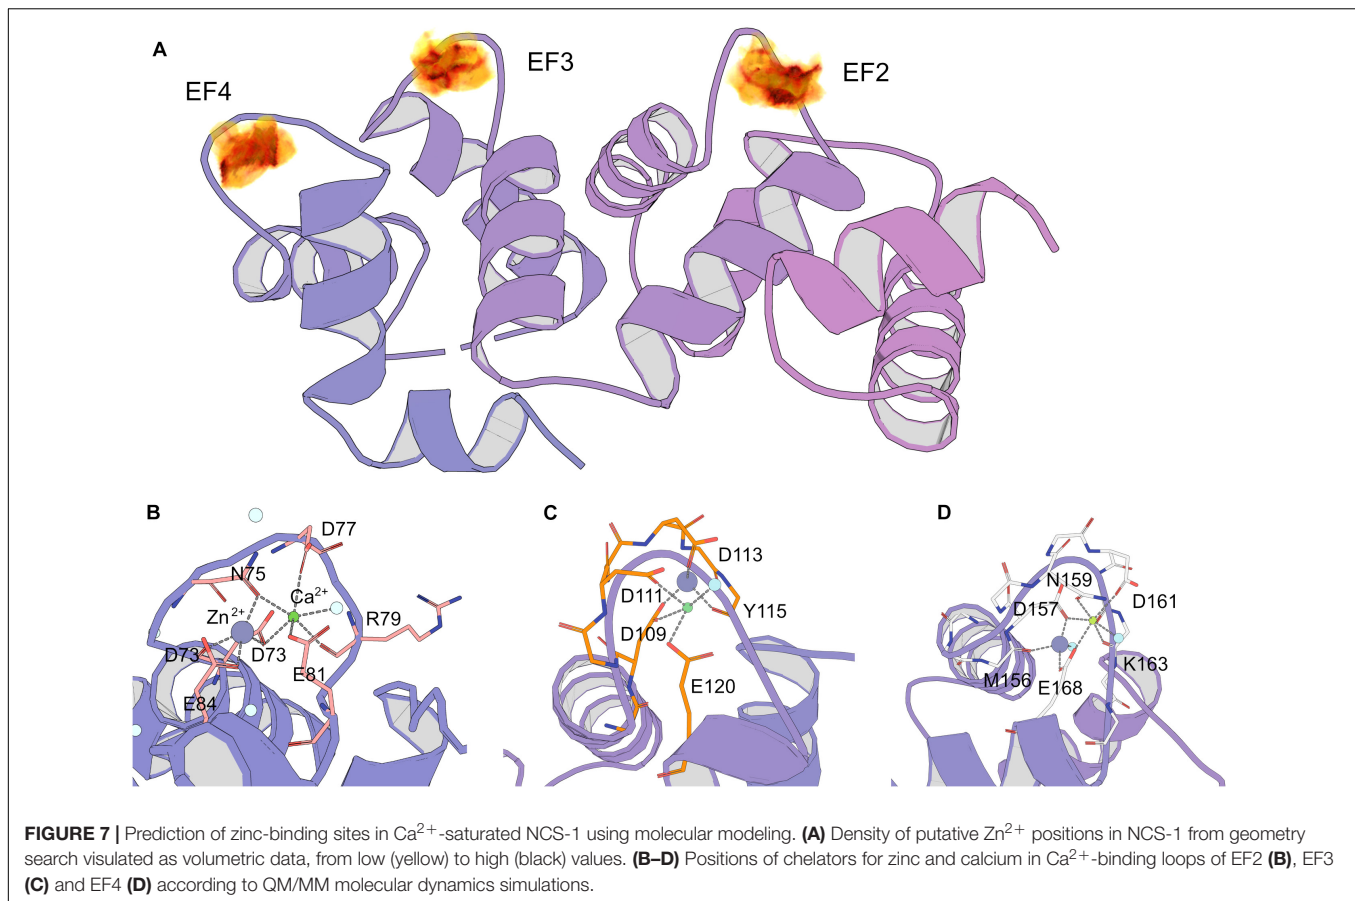 A
EF4
EF3
EF2
B
D77
N75
Ca2+
Zn2+
R79
D73
D73
E81
E84
C
D113
D111
Y115
D109
E120
D
N159
D161
D157
K163
M156
E168
FIGURE 7 | Prediction of zinc-binding sites in Ca2+-saturated NCS-1 using molecular modeling. (A) Density of putative Zn2+ positions in NCS-1 from geometry
search visulated as volumetric data, from low (yellow) to high (black) values. (B–D) Positions of chelators for zinc and calcium in Ca2+-binding loops of EF2 (B), EF3
(C) and EF4 (D) according to QM/MM molecular dynamics simulations.